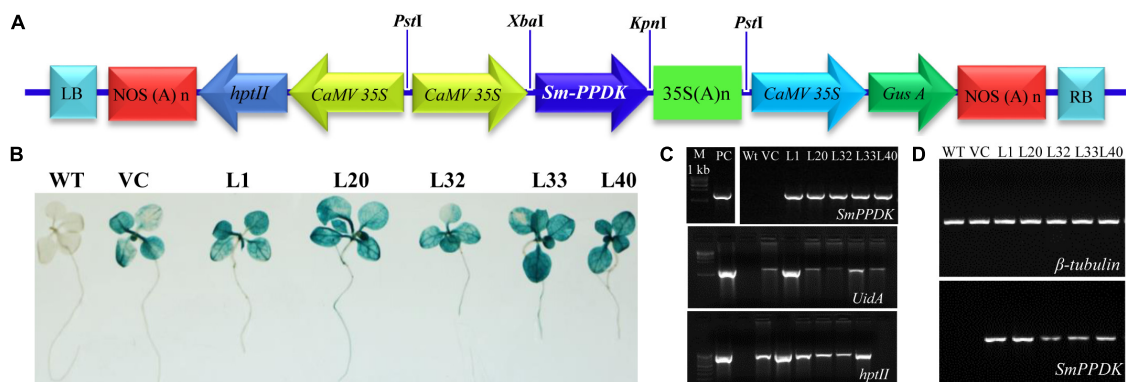 A
PstI XbaI KpnI PstI
LB NOS (A) n hptII CaMV 35S CaMV 35S Sm-PPDK 35S(A)n CaMV 35S Gus A NOS (A) n RB
B
WT VC L1 L20 L32 L33 L40
C
M PC Wt VC L1 L20 L32 L33 L40
1 kb
SmPPDK
UidA
hptII
D
WT VC L1 L20 L32 L33 L40
β-tubulin
SmPPDK